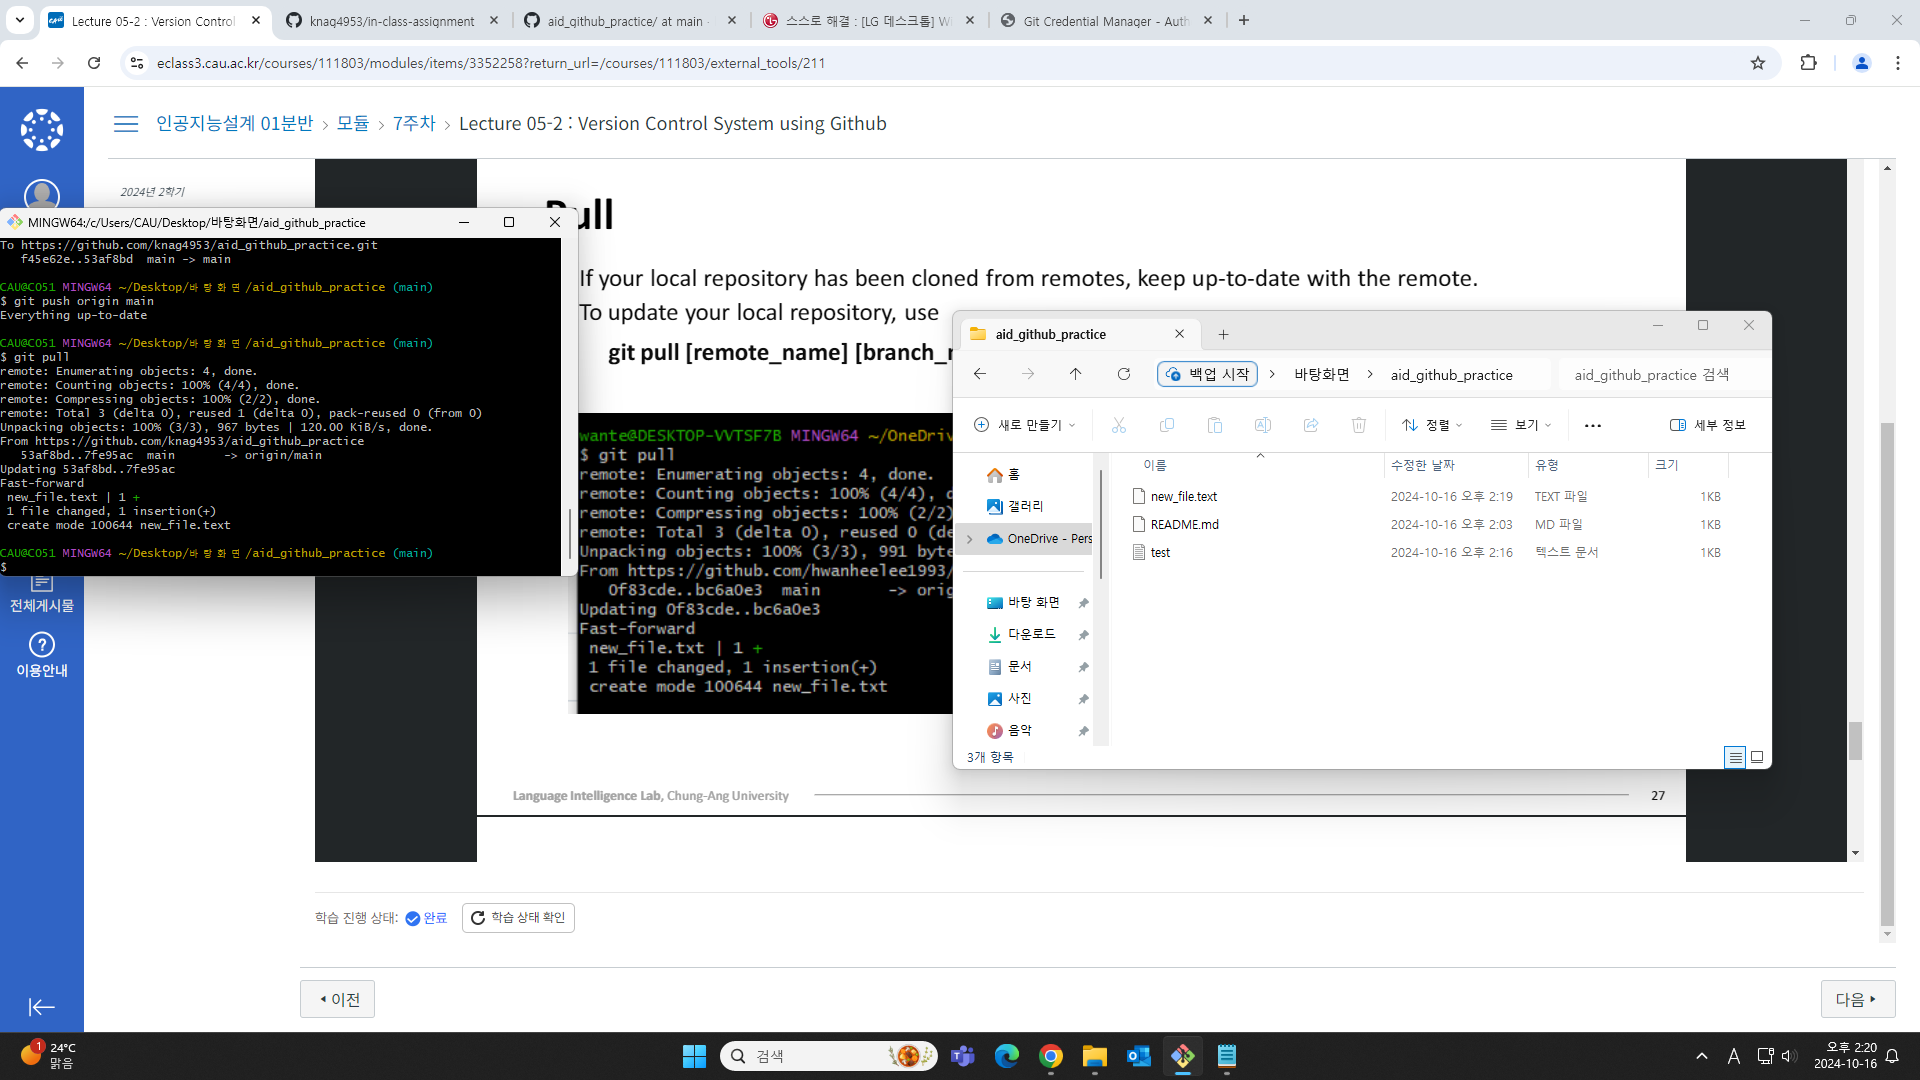 Lecture 05-2 : Version Control
knaq4953/in-class-assignment
aid_github_practice/ at main ·
스스로 해결 : [LG 데스크톱] Wi
Git Credential Manager - Auth
eclass3.cau.ac.kr/courses/111803/modules/items/3352258?return_url=/courses/111803/external_tools/211
인공지능설계 01분반 > 모듈 > 7주차 > Lecture 05-2 : Version Control System using Github
2024년 2학기
전체게시물
이용안내
MINGW64:/c/Users/CAU/Desktop/바탕화면/aid_github_practice
To https://github.com/knag4953/aid_github_practice.git
f45e62e..53af8bd main -> main
CAU@CO51 MINGW64 ~/Desktop/바탕화면/aid_github_practice (main)
$ git push origin main
Everything up-to-date
CAU@CO51 MINGW64 ~/Desktop/바탕화면/aid_github_practice (main)
$ git pull
remote: Enumerating objects: 4, done.
remote: Counting objects: 100% (4/4), done.
remote: Compressing objects: 100% (2/2), done.
remote: Total 3 (delta 0), reused 1 (delta 0), pack-reused 0 (from 0)
Unpacking objects: 100% (3/3), 967 bytes | 120.00 KiB/s, done.
From https://github.com/knag4953/aid_github_practice
53af8bd..7fe95ac main -> origin/main
Updating 53af8bd..7fe95ac
Fast-forward
new_file.text | 1 +
1 file changed, 1 insertion(+)
create mode 100644 new_file.text
CAU@CO51 MINGW64 ~/Desktop/바탕화면/aid_github_practice (main)
$
Pull
If your local repository has been cloned from remotes, keep up-to-date with the remote.
To update your local repository, use
git pull [remote_name] [branch_n
wante@DESKTOP-VVTSF7B MINGW64 ~/OneDriv
$ git pull
remote: Enumerating objects: 4, done.
remote: Counting objects: 100% (4/4), d
remote: Compressing objects: 100% (2/2)
remote: Total 3 (delta 0), reused 0 (de
Unpacking objects: 100% (3/3), 991 byte
From https://github.com/hwanheelee1993/
0f83cde..bc6a0e3 main -> orig
Updating 0f83cde..bc6a0e3
Fast-forward
new_file.txt | 1 +
1 file changed, 1 insertion(+)
create mode 100644 new_file.txt
Language Intelligence Lab, Chung-Ang University
27
aid_github_practice
백업 시작 > 바탕화면 > aid_github_practice
aid_github_practice 검색
새로 만들기
정렬
보기
세부 정보
홈
갤러리
OneDrive - Pers
바탕 화면
다운로드
문서
사진
음악
이름 수정한 날짜 유형 크기
new_file.text 2024-10-16 오후 2:19 TEXT 파일 1KB
README.md 2024-10-16 오후 2:03 MD 파일 1KB
test 2024-10-16 오후 2:16 텍스트 문서 1KB
3개 항목
학습 진행 상태: 완료
학습 상태 확인
이전
다음
1
24°C
맑음
검색
A
오후 2:20
2024-10-16